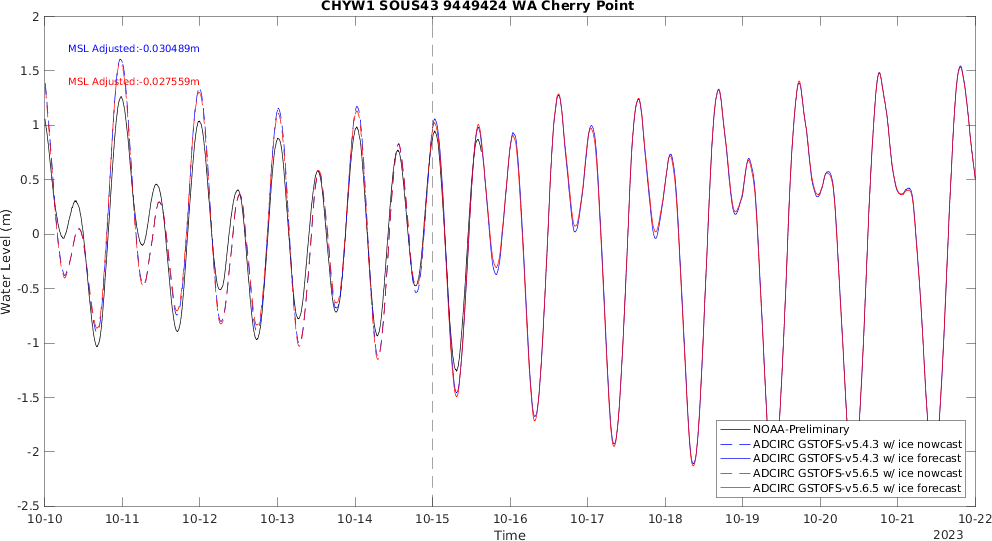 CHYW1 SOUS43 9449424 WA Cherry Point
MSL Adjusted:-0.030489m
MSL Adjusted:-0.027559m
Water Level (m)
2
1.5
1
0.5
0
-0.5
-1
-1.5
-2
-2.5
NOAA-Preliminary
ADCIRC GSTOFS-v5.4.3 w/ ice nowcast
ADCIRC GSTOFS-v5.4.3 w/ ice forecast
ADCIRC GSTOFS-v5.6.5 w/ ice nowcast
ADCIRC GSTOFS-v5.6.5 w/ ice forecast
10-10 10-11 10-12 10-13 10-14 10-15 10-16 10-17 10-18 10-19 10-20 10-21 10-22
Time
2023